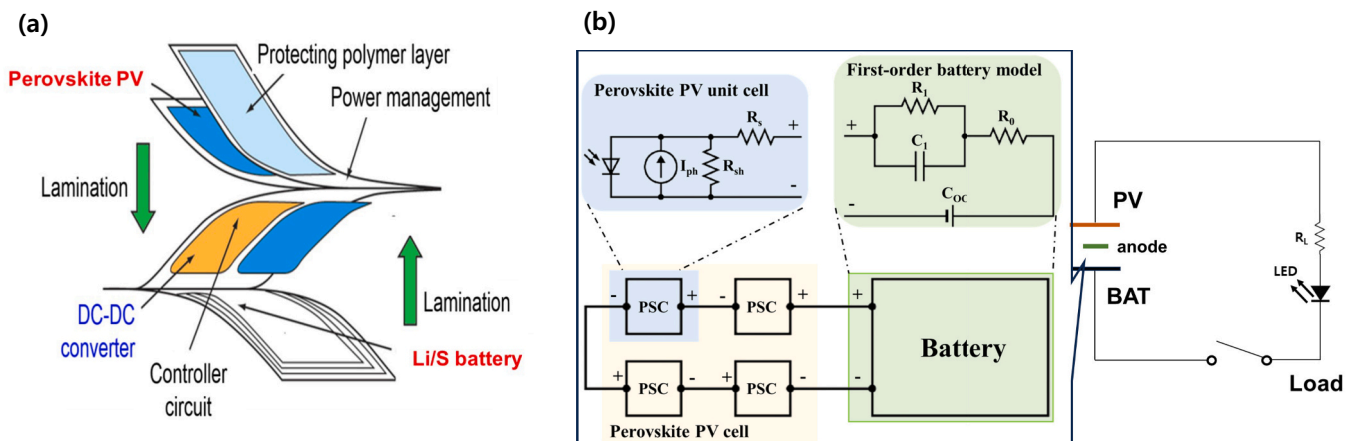 (a)
Protecting polymer layer
Perovskite PV
Power management
Lamination
Lamination
DC-DC
converter
Controller
circuit
Li/S battery
(b)
Perovskite PV unit cell
Rs
+
Iph
Rsh
-
First-order battery model
R1
R0
+
C1
-
COC
- PSC + - PSC + +
Battery
+ PSC - + PSC - -
Perovskite PV cell
PV
anode
BAT
RL
LED
Load